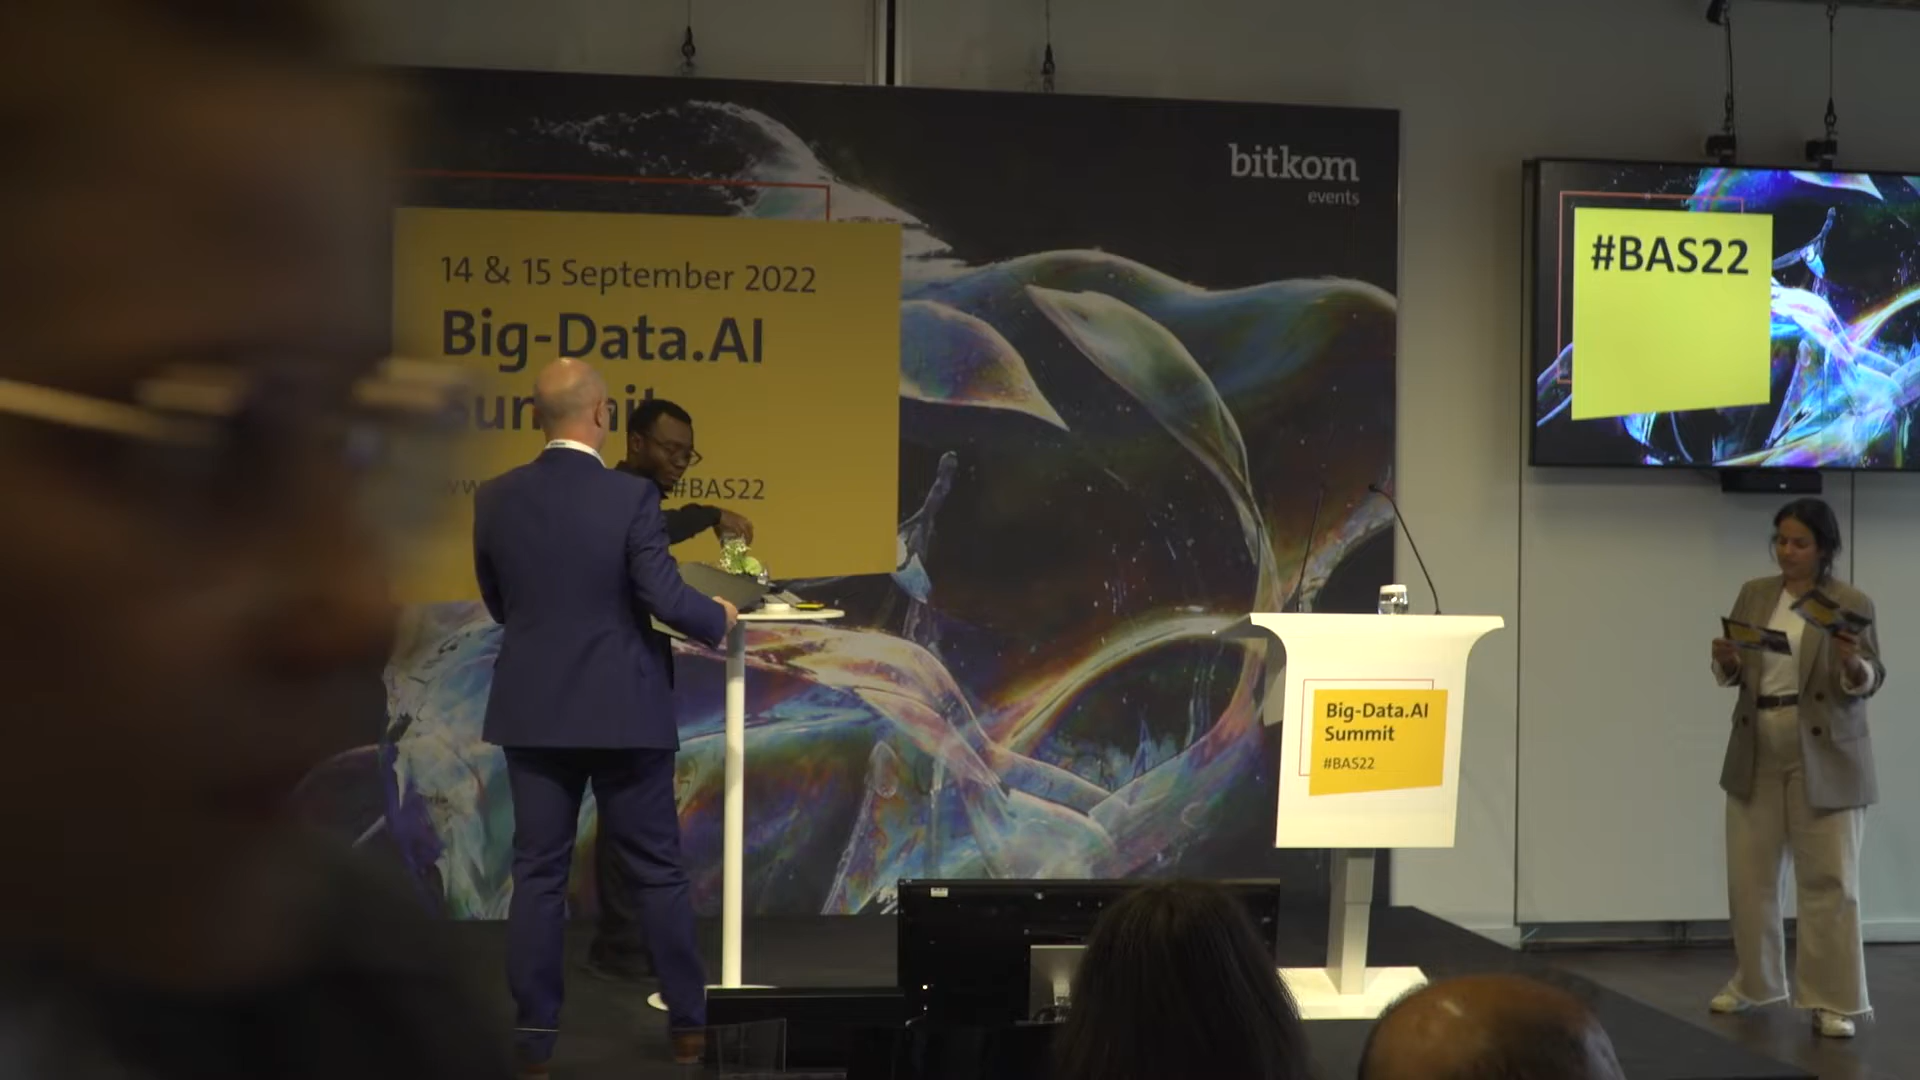 bitkom
events
14 & 15 September 2022
Big-Data.AI
#BAS22
#BAS22
Big-Data.AI
Summit
#BAS22